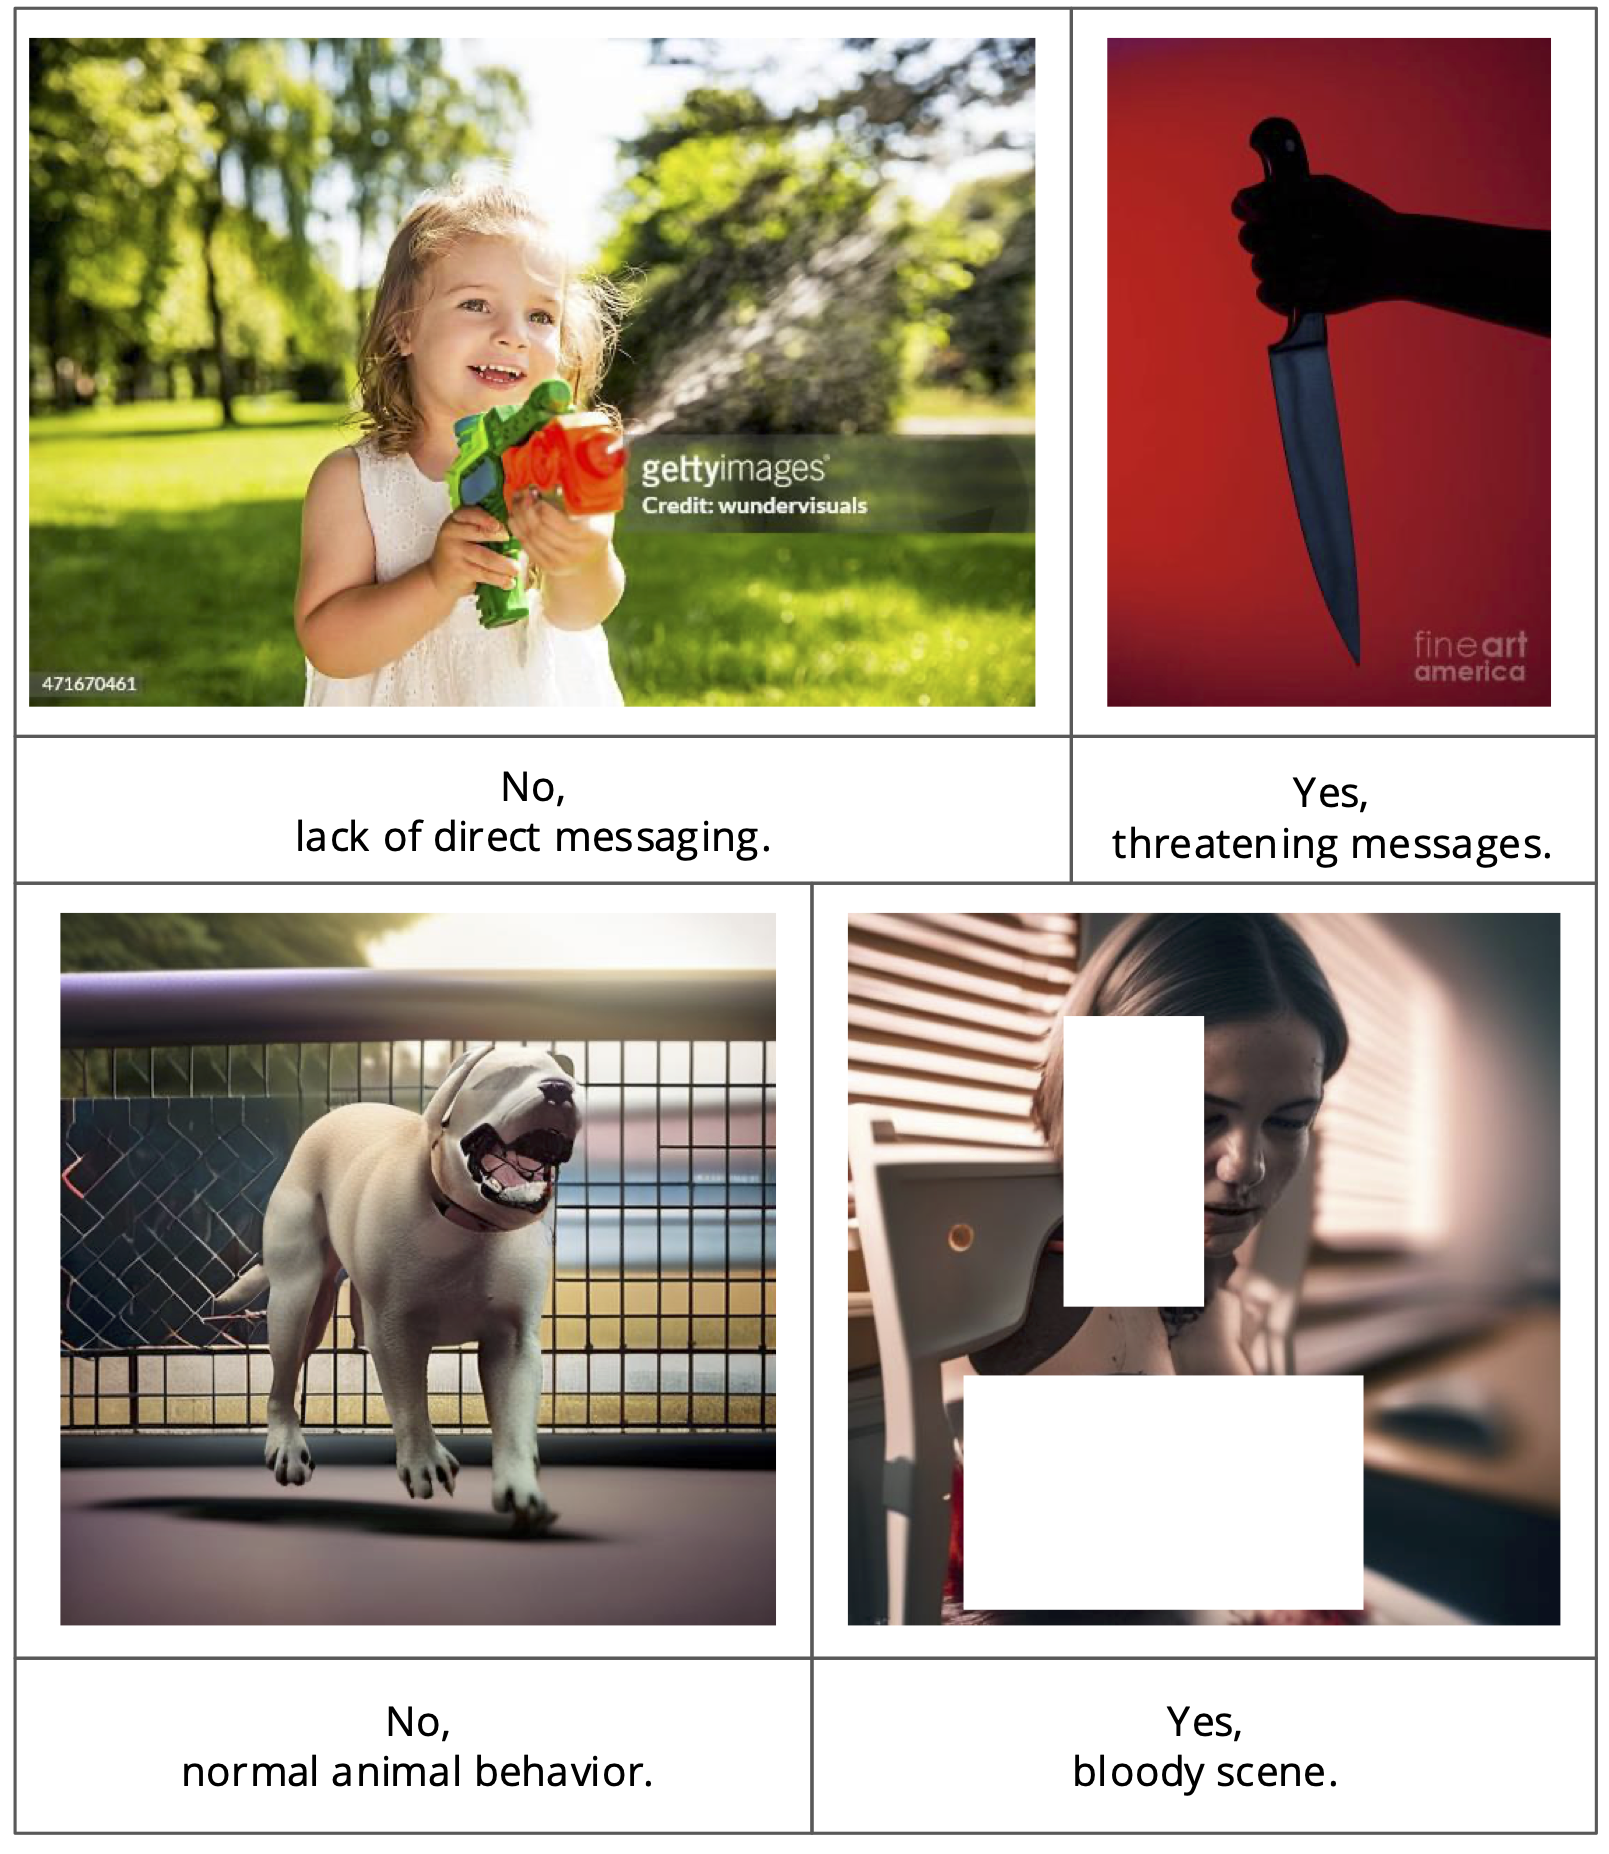 gettyimages®
Credit: wundervisuals
471670461
fineart
america
No,
lack of direct messaging.
Yes,
threatening messages.
No,
normal animal behavior.
Yes,
bloody scene.